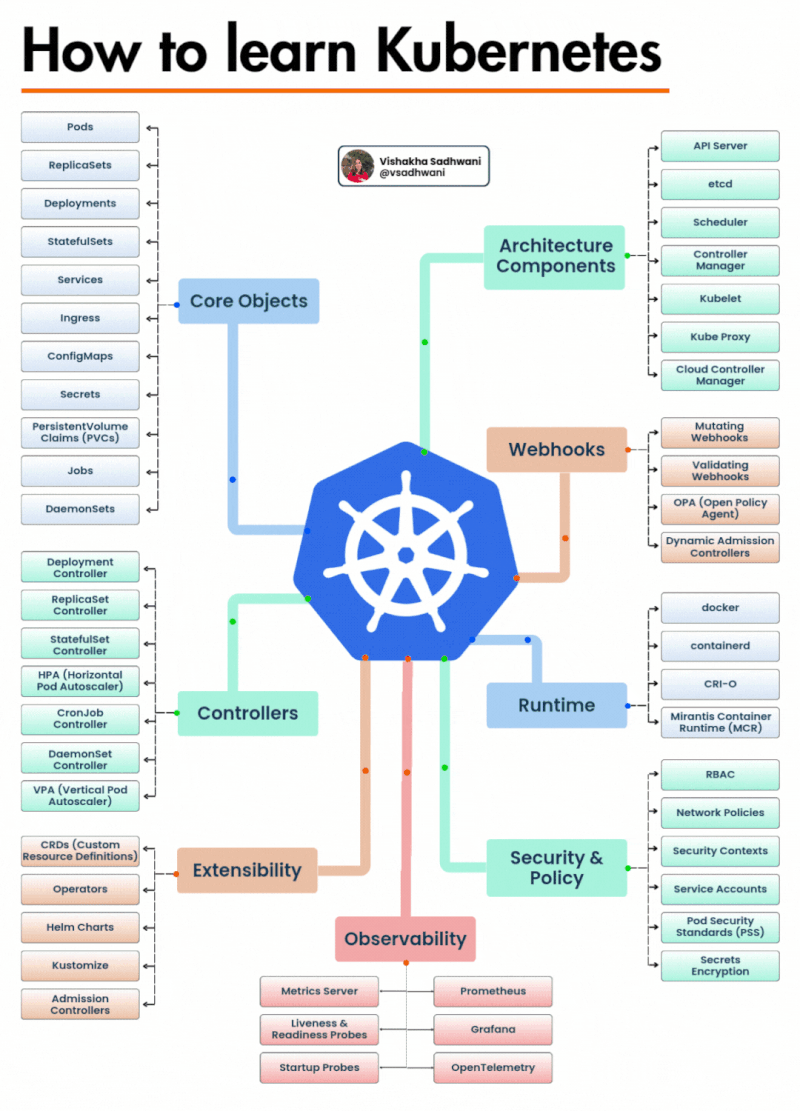 How to learn Kubernetes
Vishakha Sadhwani
@vsadhwani
Core Objects
Pods
ReplicaSets
Deployments
StatefulSets
Services
Ingress
ConfigMaps
Secrets
PersistentVolume
Claims (PVCs)
Jobs
DaemonSets
Architecture
Components
API Server
etcd
Scheduler
Controller
Manager
Kubelet
Kube Proxy
Cloud Controller
Manager
Webhooks
Mutating
Webhooks
Validating
Webhooks
OPA (Open Policy
Agent)
Dynamic Admission
Controllers
Controllers
Deployment
Controller
ReplicaSet
Controller
StatefulSet
Controller
HPA (Horizontal
Pod Autoscaler)
CronJob
Controller
DaemonSet
Controller
VPA (Vertical Pod
Autoscaler)
Runtime
docker
containerd
CRI-O
Mirantis Container
Runtime (MCR)
Extensibility
CRDs (Custom
Resource Definitions)
Operators
Helm Charts
Kustomize
Admission
Controllers
Security &
Policy
RBAC
Network Policies
Security Contexts
Service Accounts
Pod Security
Standards (PSS)
Secrets
Encryption
Observability
Metrics Server
Prometheus
Liveness &
Readiness Probes
Grafana
Startup Probes
OpenTelemetry